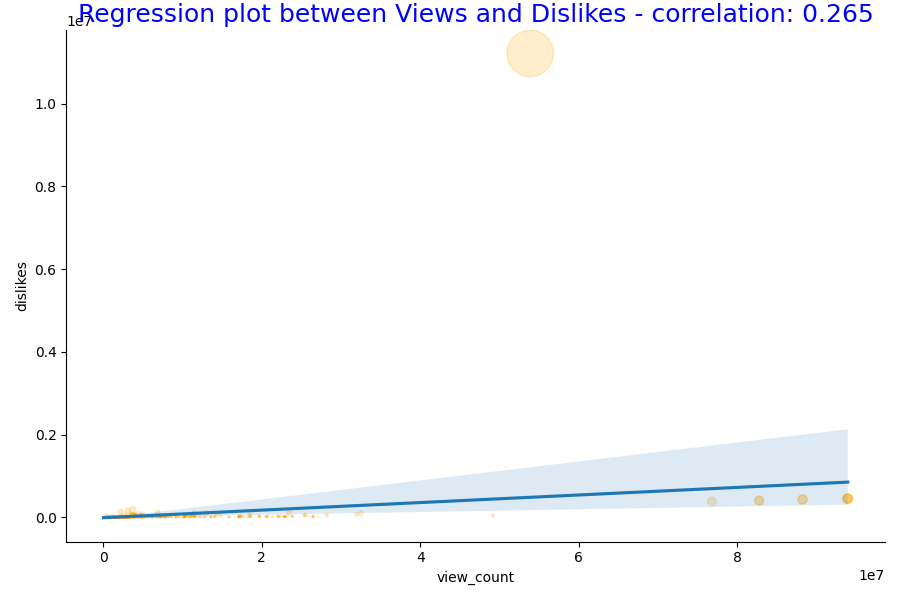 Regression plot between Views and Dislikes - correlation: 0.265
1e7
1.0
0.8
0.6
0.4
0.2
0.0
dislikes
0 2 4 6 8
view_count
1e7